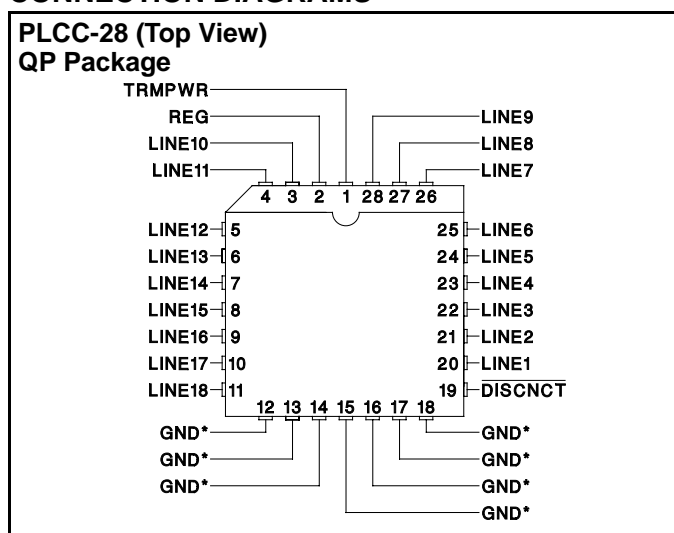 PLCC-28 (Top View)
QP Package
TRMPWR
REG
LINE9
LINE10
LINE8
LINE11
LINE7
4 3 2 1 28 27 26
LINE12 5 25 LINE6
LINE13 6 24 LINE5
LINE14 7 23 LINE4
LINE15 8 22 LINE3
LINE16 9 21 LINE2
LINE17 10 20 LINE1
LINE18 11 19 DISCNCT
12 13 14 15 16 17 18
GND* GND*
GND* GND*
GND* GND*
GND*